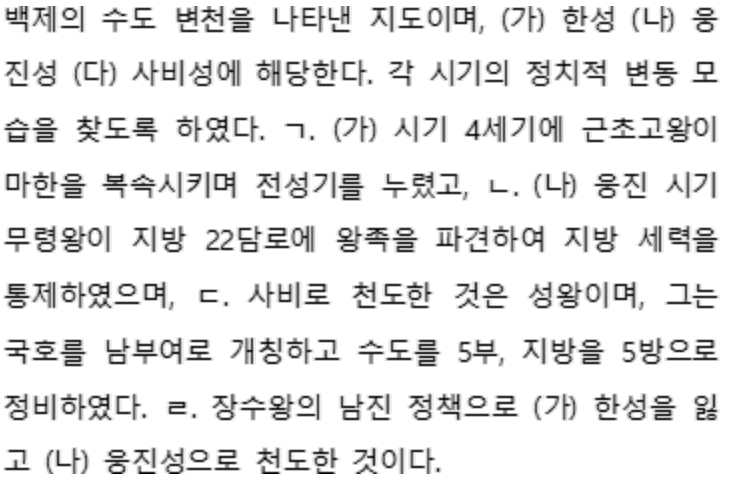 백제의 수도 변천을 나타낸 지도이며, (가) 한성 (나) 웅
진성 (다) 사비성에 해당한다. 각 시기의 정치적 변동 모
습을 찾도록 하였다. ㄱ. (가) 시기 4세기에 근초고왕이
마한을 복속시키며 전성기를 누렸고, ㄴ. (나) 웅진 시기
무령왕이 지방 22담로에 왕족을 파견하여 지방 세력을
통제하였으며, ㄷ. 사비로 천도한 것은 성왕이며, 그는
국호를 남부여로 개칭하고 수도를 5부, 지방을 5방으로
정비하였다. ㄹ. 장수왕의 남진 정책으로 (가) 한성을 잃
고 (나) 웅진성으로 천도한 것이다.